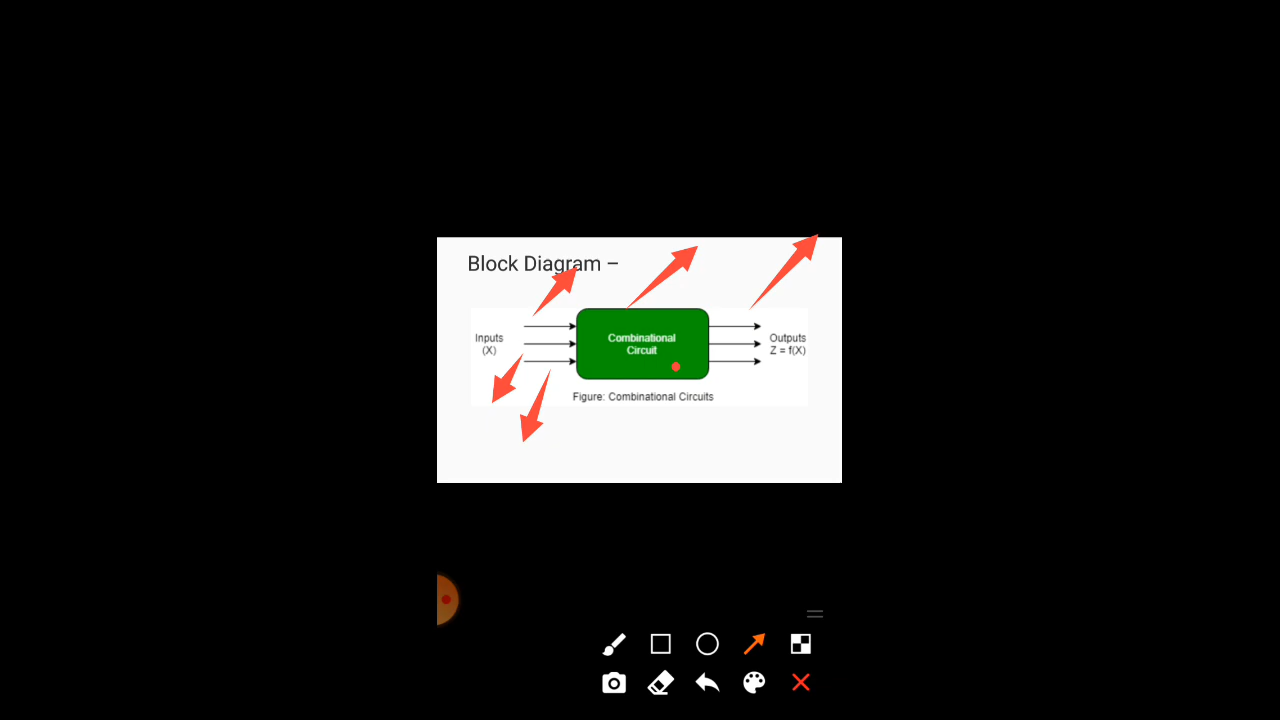 Block Diagram –
Inputs
(X)
Combinational
Circuit
Outputs
Z = f(X)
Figure: Combinational Circuits